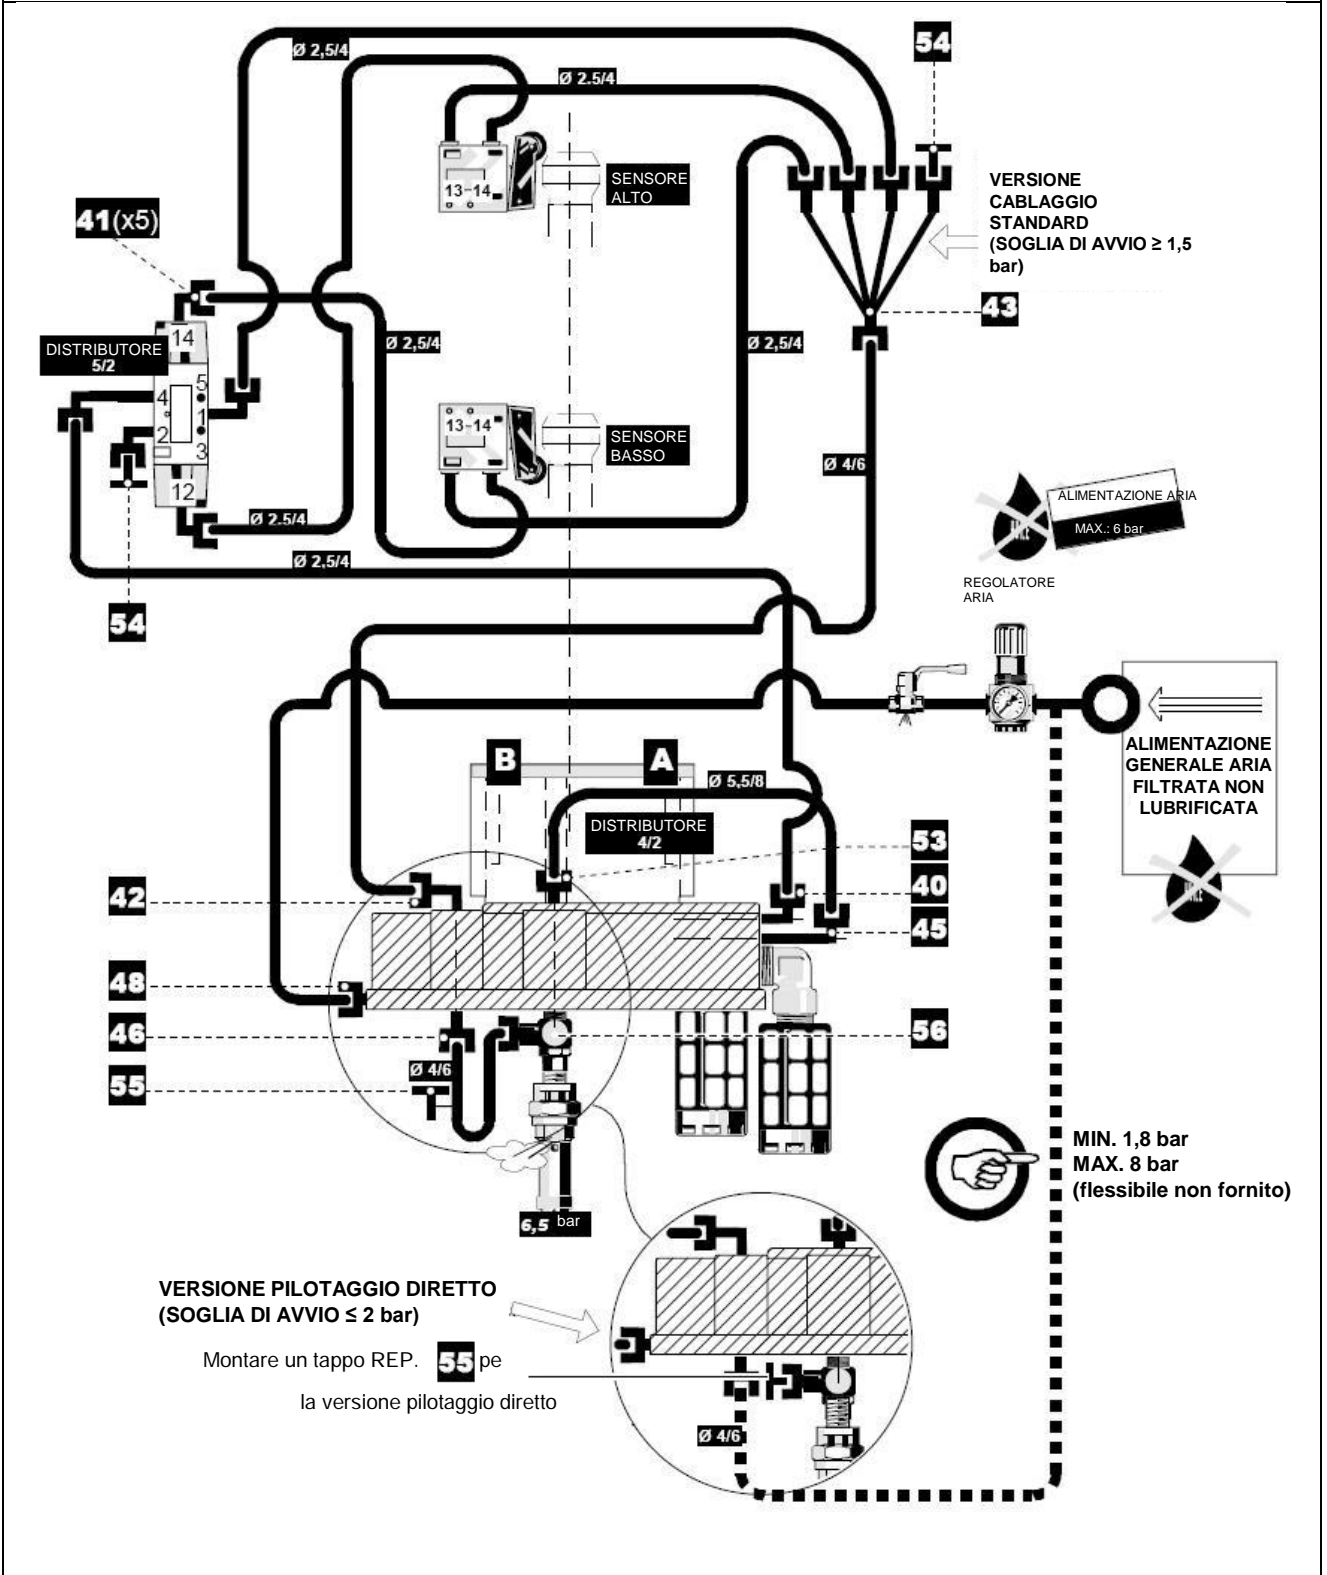 Ø 2,5/4
54
Ø 2,5/4
13-14
SENSORE
ALTO
VERSIONE
CABLAGGIO
STANDARD
(SOGLIA DI AVVIO ≥ 1,5
bar)
41(x5)
43
14
DISTRIBUTORE
5/2
Ø 2,5/4
Ø 2,5/4
5
4
1
2
3
12
13-14
SENSORE
BASSO
Ø 4/6
Ø 2,5/4
Ø 2,5/4
ALIMENTAZIONE ARIA
MAX.: 6 bar
REGOLATORE
ARIA
54
ALIMENTAZIONE
GENERALE ARIA
FILTRATA NON
LUBRIFICATA
B
A
Ø 5,5/8
DISTRIBUTORE
4/2
53
40
42
45
48
46
56
Ø 4/6
55
MIN. 1,8 bar
MAX. 8 bar
(flessibile non fornito)
6,5 bar
VERSIONE PILOTAGGIO DIRETTO
(SOGLIA DI AVVIO ≤ 2 bar)
Montare un tappo REP. 55 pe
la versione pilotaggio diretto
Ø 4/6